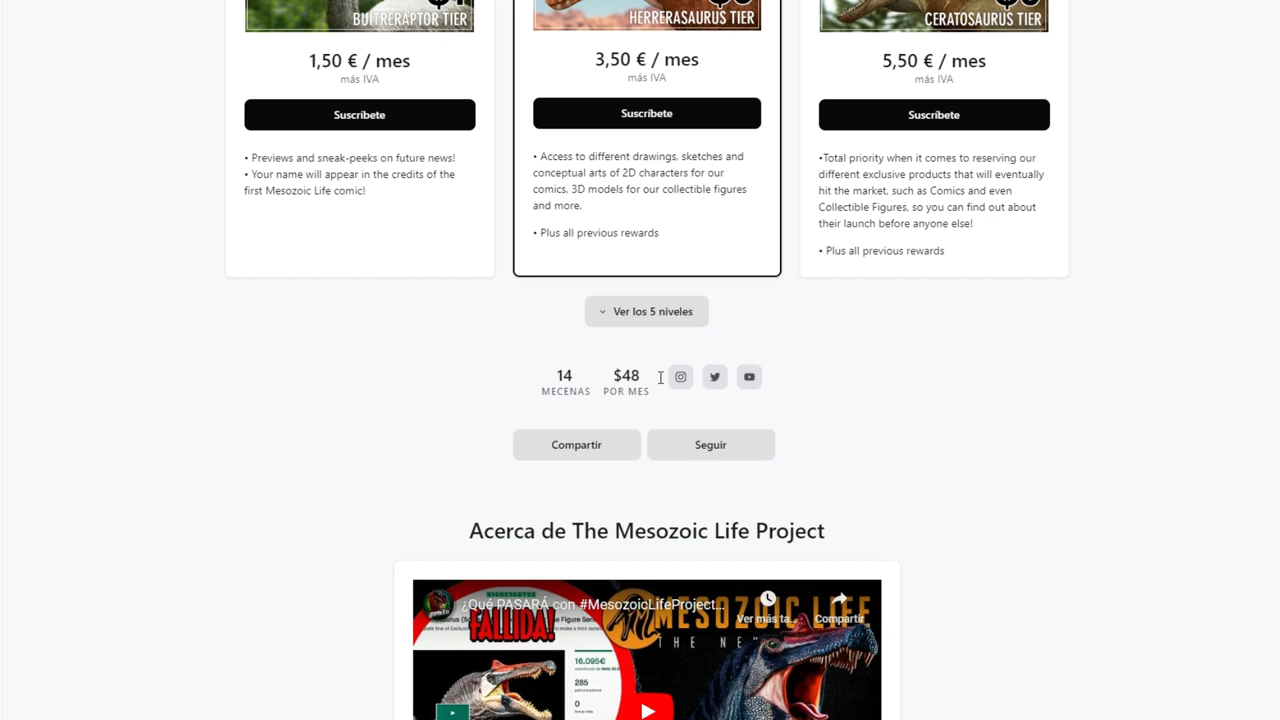 BUITRERAPTOR TIER
1,50 € / mes
más IVA
Suscríbete
• Previews and sneak-peeks on future news!
• Your name will appear in the credits of the
first Mesozoic Life comic!
HERRERASAURUS TIER
3,50 € / mes
más IVA
Suscríbete
• Access to different drawings, sketches and
conceptual arts of 2D characters for our
comics, 3D models for our collectible figures
and more.
• Plus all previous rewards
CERATOSAURUS TIER
5,50 € / mes
más IVA
Suscríbete
•Total priority when it comes to reserving our
different exclusive products that will eventually
hit the market, such as Comics and even
Collectible Figures, so you can find out about
their launch before anyone else!
• Plus all previous rewards
Ver los 5 niveles
14
MECENAS
$48
POR MES
Compartir
Seguir
Acerca de The Mesozoic Life Project
¿Qué PASARÁ con #MesozoicLifeProject...
Ver más ta...
Compartir
KICKSTARTER
FALLIDA!
MESOZOIC LIFE
THE NEW
16.095€
285
0